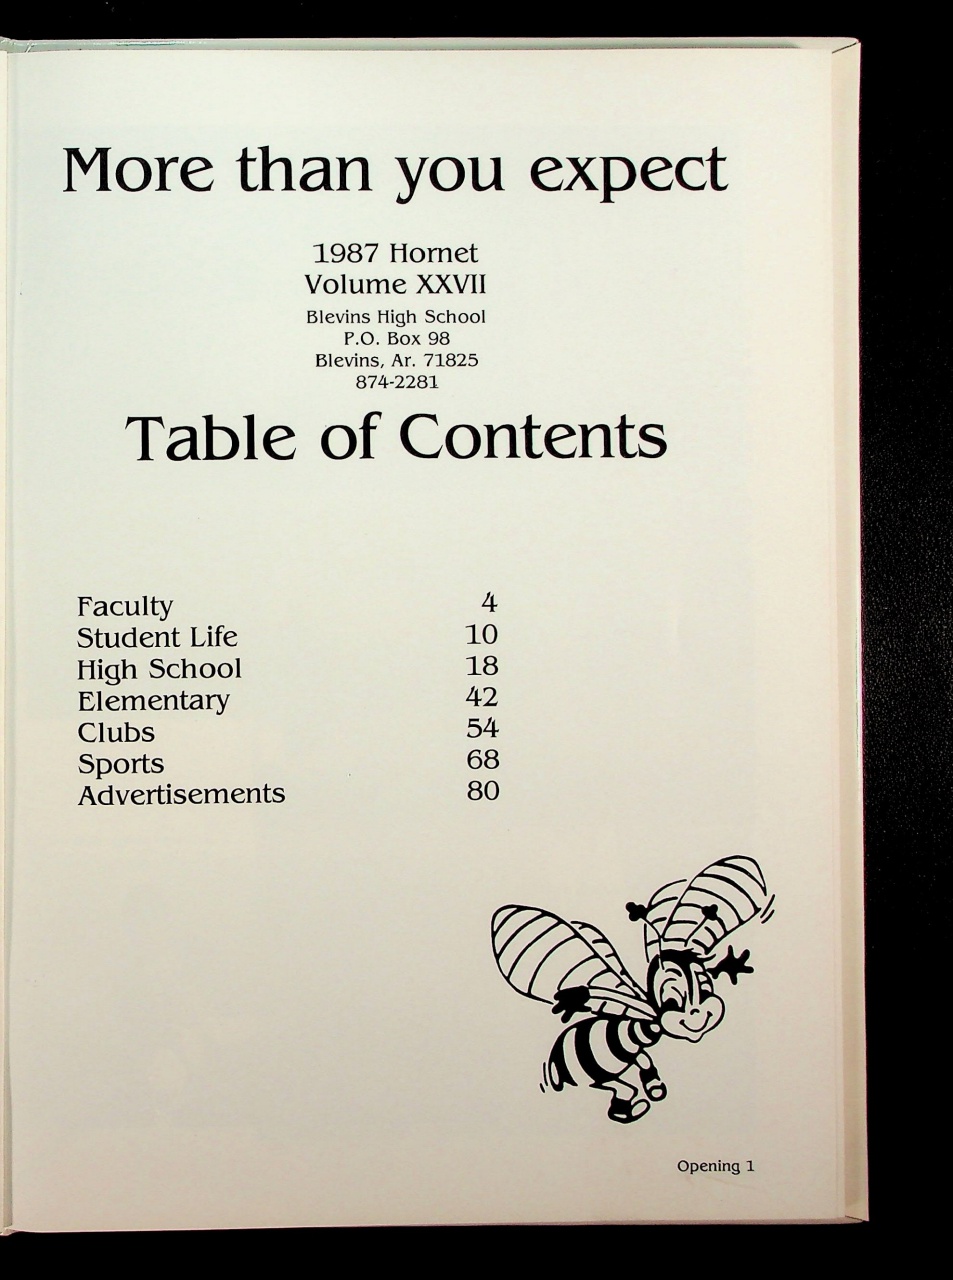 More than you expect
1987 Hornet
Volume XXVII
Blevins High School
P.O. Box 98
Blevins, Ar. 71825
874-2281
Table of Contents
Faculty 4
Student Life 10
High School 18
Elementary 42
Clubs 54
Sports 68
Advertisements 80
Opening 1